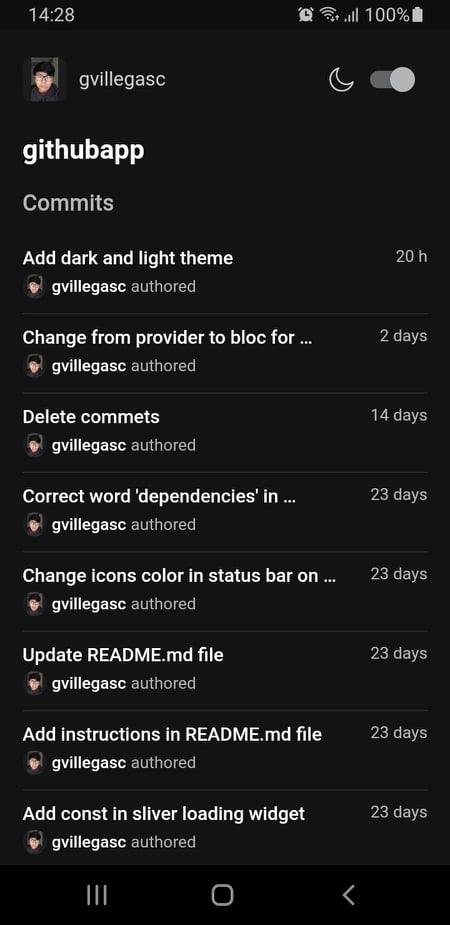 14:28
100%
gvillegasc
githubapp
Commits
Add dark and light theme
20 h
gvillegasc authored
Change from provider to bloc for ...
2 days
gvillegasc authored
Delete commets
14 days
gvillegasc authored
Correct word 'dependencies' in ...
23 days
gvillegasc authored
Change icons color in status bar on ...
23 days
gvillegasc authored
Update README.md file
23 days
gvillegasc authored
Add instructions in README.md file
23 days
gvillegasc authored
Add const in sliver loading widget
23 days
gvillegasc authored